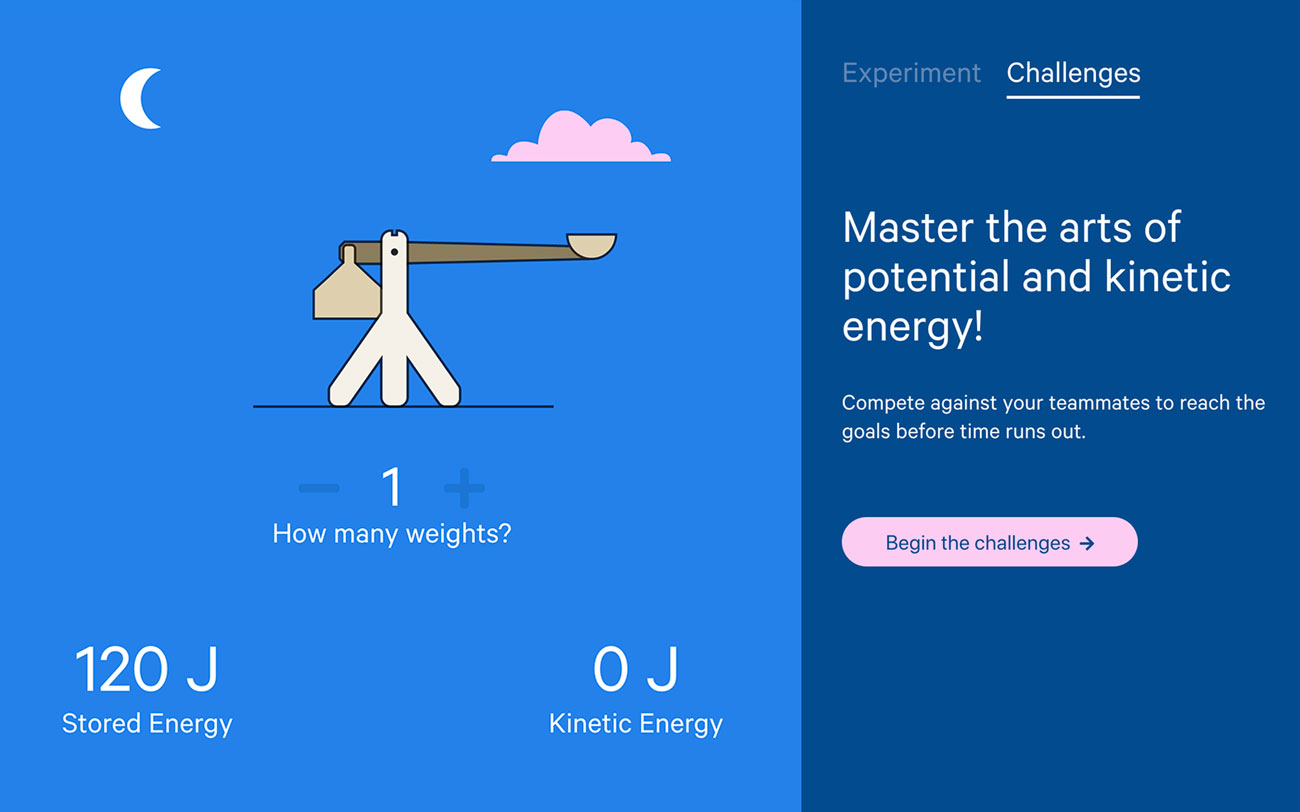 Experiment Challenges
Master the arts of
potential and kinetic
energy!
Compete against your teammates to reach the
goals before time runs out.
Begin the challenges →
1
How many weights?
120 J
Stored Energy
0 J
Kinetic Energy